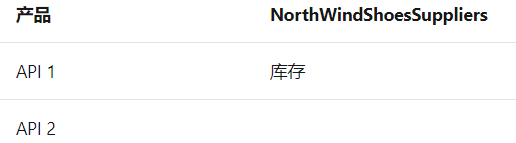 产品 NorthWindShoesSuppliers
API 1 库存
API 2